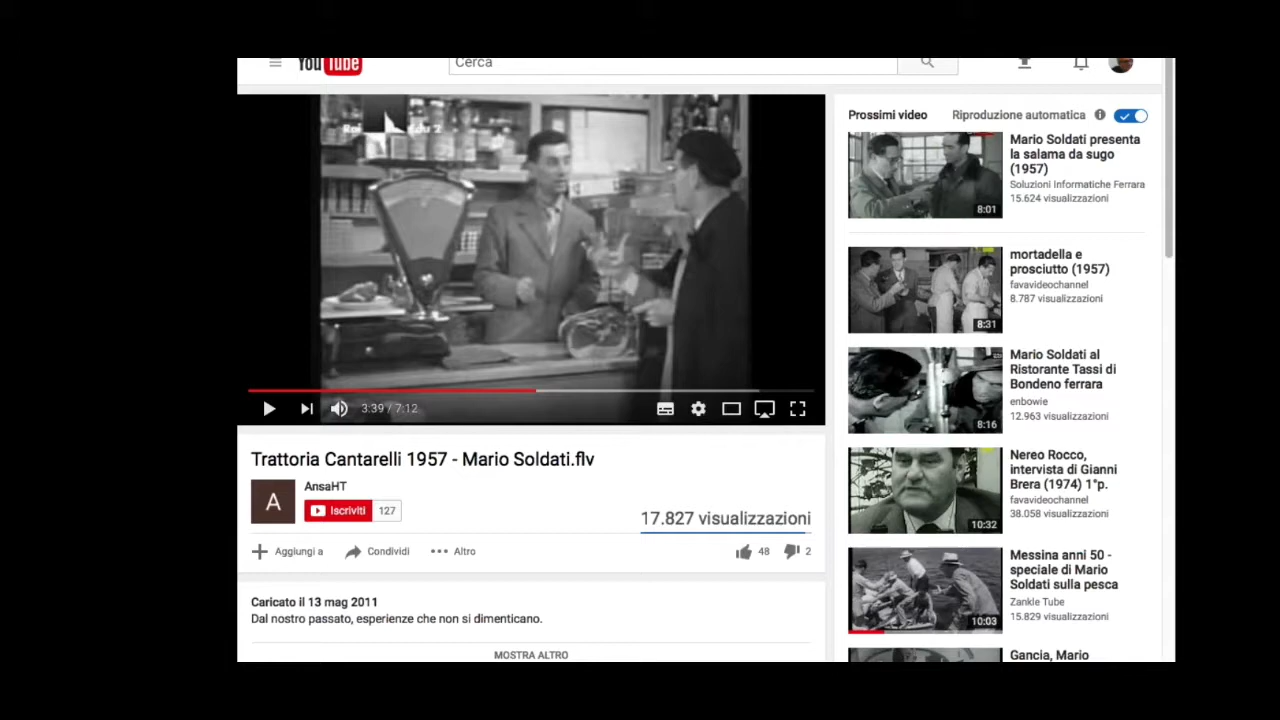 YouTube
Cerca
Rai Edu 2
3:39 / 7:12
Trattoria Cantarelli 1957 - Mario Soldati.flv
A
AnsaHT
Iscriviti 127
17.827 visualizzazioni
Aggiungi a
Condividi
Altro
48
2
Caricato il 13 mag 2011
Dal nostro passato, esperienze che non si dimenticano.
MOSTRA ALTRO
Prossimi video
Riproduzione automatica
Mario Soldati presenta
la salama da sugo
(1957)
Soluzioni Informatiche Ferrara
15.624 visualizzazioni
8:01
mortadella e
prosciutto (1957)
favavideochannel
8.787 visualizzazioni
8:31
Mario Soldati al
Ristorante Tassi di
Bondeno ferrara
enbowie
12.963 visualizzazioni
8:16
Nereo Rocco,
intervista di Gianni
Brera (1974) 1°p.
favavideochannel
38.058 visualizzazioni
10:32
Messina anni 50 -
speciale di Mario
Soldati sulla pesca
Zankle Tube
15.829 visualizzazioni
10:03
Gancia, Mario